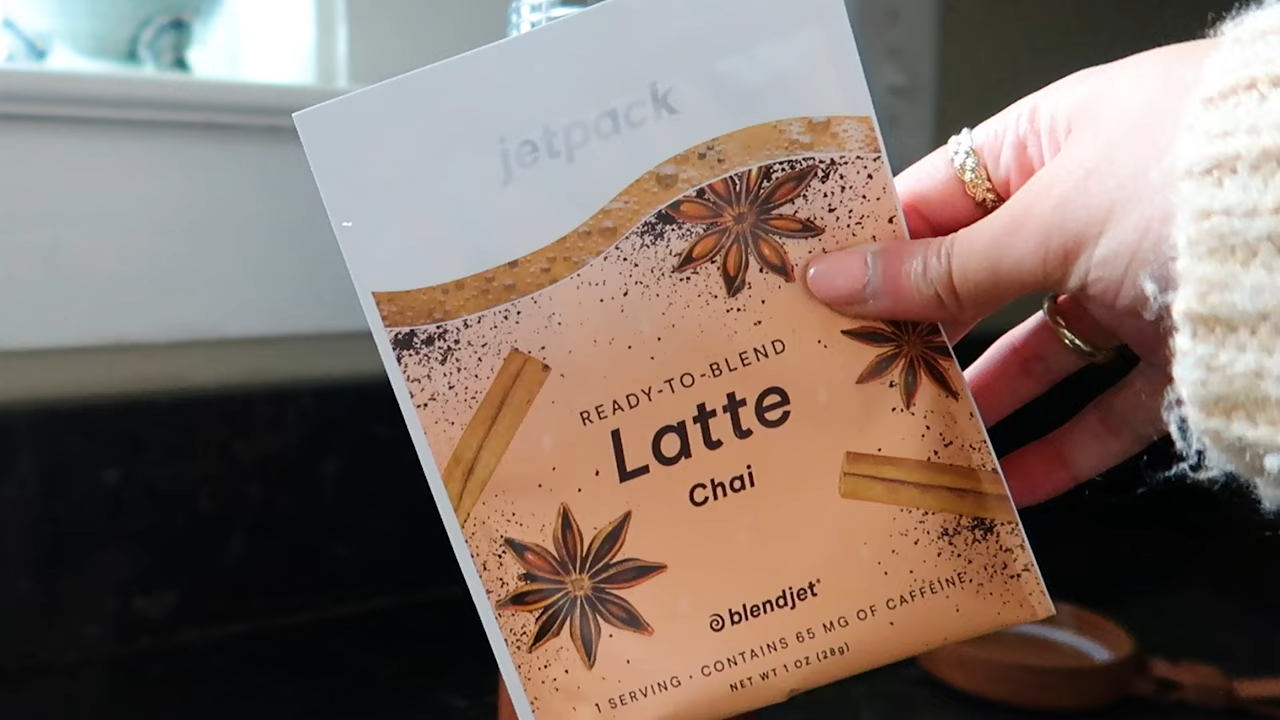 jetpack
READY-TO-BLEND
Latte
Chai
blendjet®
1 SERVING · CONTAINS 65 MG OF CAFFEINE
NET WT 1 OZ (28g)